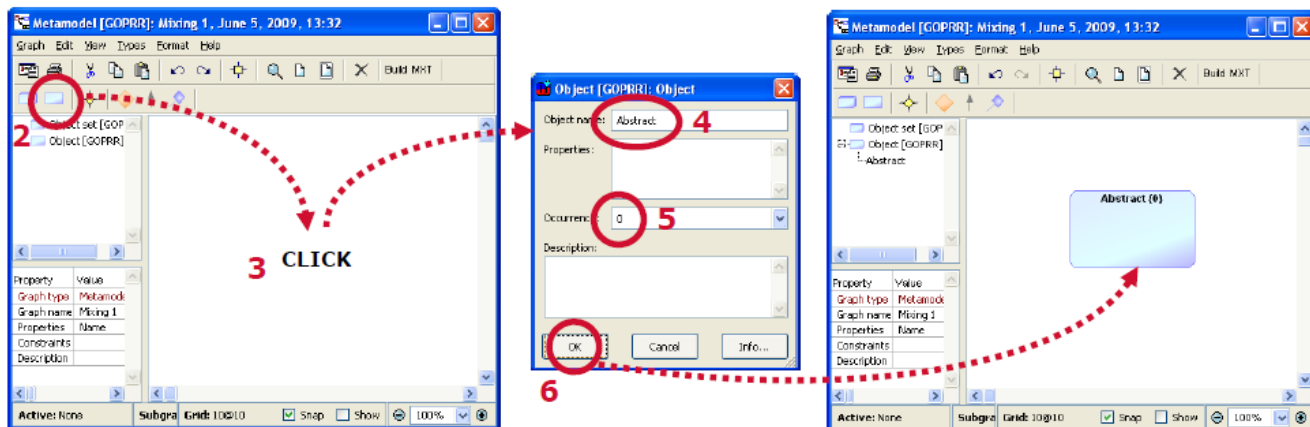 Metamodel [GOPRR]: Mixing 1, June 5, 2009, 13:32
Graph Edit View Types Format Help
Build MXT
2
Object set [GOP
Object [GOPRR]
3 CLICK
Property Value
Graph type Metamode
Graph name Mixing 1
Properties Name
Constraints
Description
Active: None Subgra Grid: 10@10 Snap Show 100%
Object [GOPRR]: Object
Object name: Abstract 4
Properties:
Occurrence: 0 5
Description:
OK Cancel Info...
6
Metamodel [GOPRR]: Mixing 1, June 5, 2009, 13:32
Graph Edit View Types Format Help
Build MXT
Object set [GOP
Object [GOPRR]
Abstract
Abstract {0}
Property Value
Graph type Metamode
Graph name Mixing 1
Properties Name
Constraints
Description
Active: None Subgra Grid: 10@10 Snap Show 100%